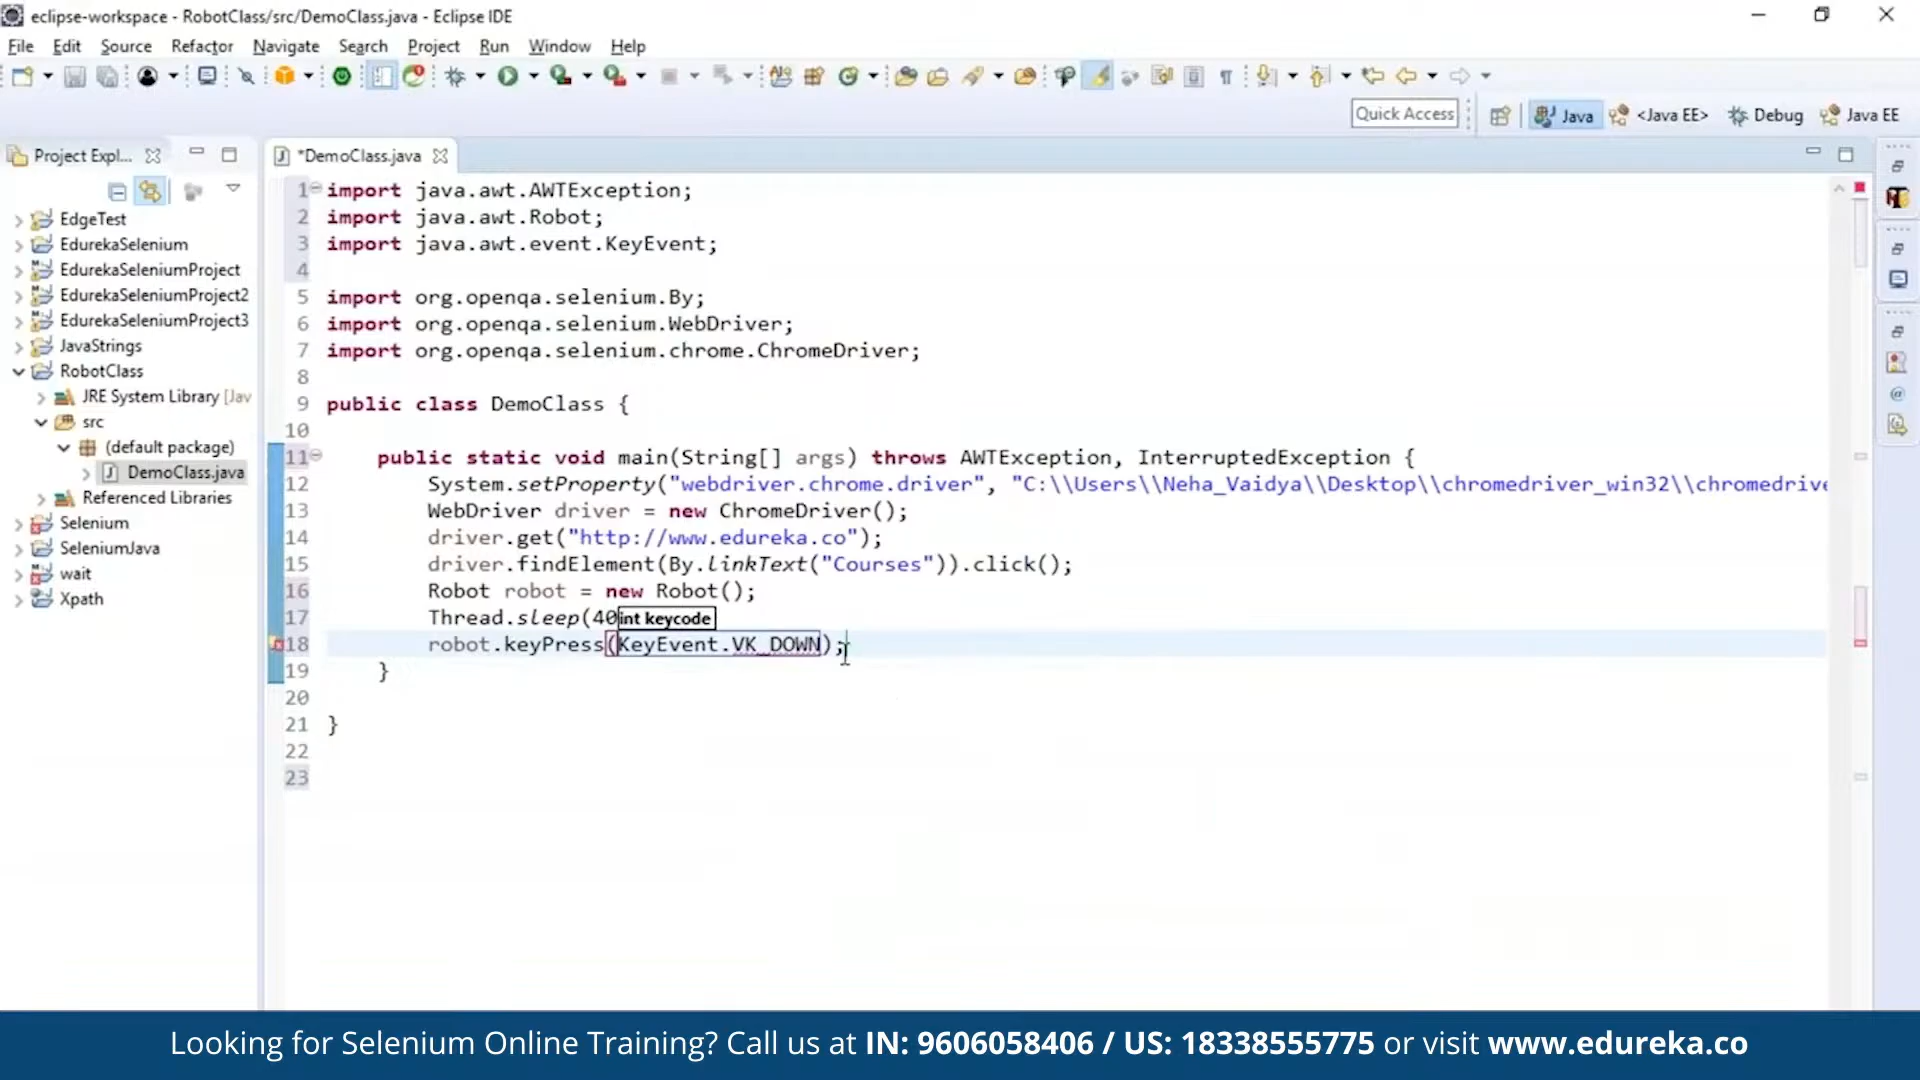 eclipse-workspace - RobotClass/src/DemoClass.java - Eclipse IDE
File Edit Source Refactor Navigate Search Project Run Window Help
Quick Access
Java
<Java EE>
Debug
Java EE
Project Expl...
*DemoClass.java
EdgeTest
EdurekaSelenium
EdurekaSeleniumProject
EdurekaSeleniumProject2
EdurekaSeleniumProject3
JavaStrings
RobotClass
JRE System Library [Jav
src
(default package)
DemoClass.java
Referenced Libraries
Selenium
SeleniumJava
wait
Xpath
1 import java.awt.AWTException;
2 import java.awt.Robot;
3 import java.awt.event.KeyEvent;
4
5 import org.openqa.selenium.By;
6 import org.openqa.selenium.WebDriver;
7 import org.openqa.selenium.chrome.ChromeDriver;
8
9 public class DemoClass {
10
11 public static void main(String[] args) throws AWTException, InterruptedException {
12 System.setProperty("webdriver.chrome.driver", "C:\\Users\\Neha_Vaidya\\Desktop\\chromedriver_win32\\chromedrive
13 WebDriver driver = new ChromeDriver();
14 driver.get("http://www.edureka.co");
15 driver.findElement(By.linkText("Courses")).click();
16 Robot robot = new Robot();
17 Thread.sleep(40 int keycode
18 robot.keyPress(KeyEvent.VK_DOWN);
19 }
20
21 }
22
23
Looking for Selenium Online Training? Call us at IN: 9606058406 / US: 18338555775 or visit www.edureka.co